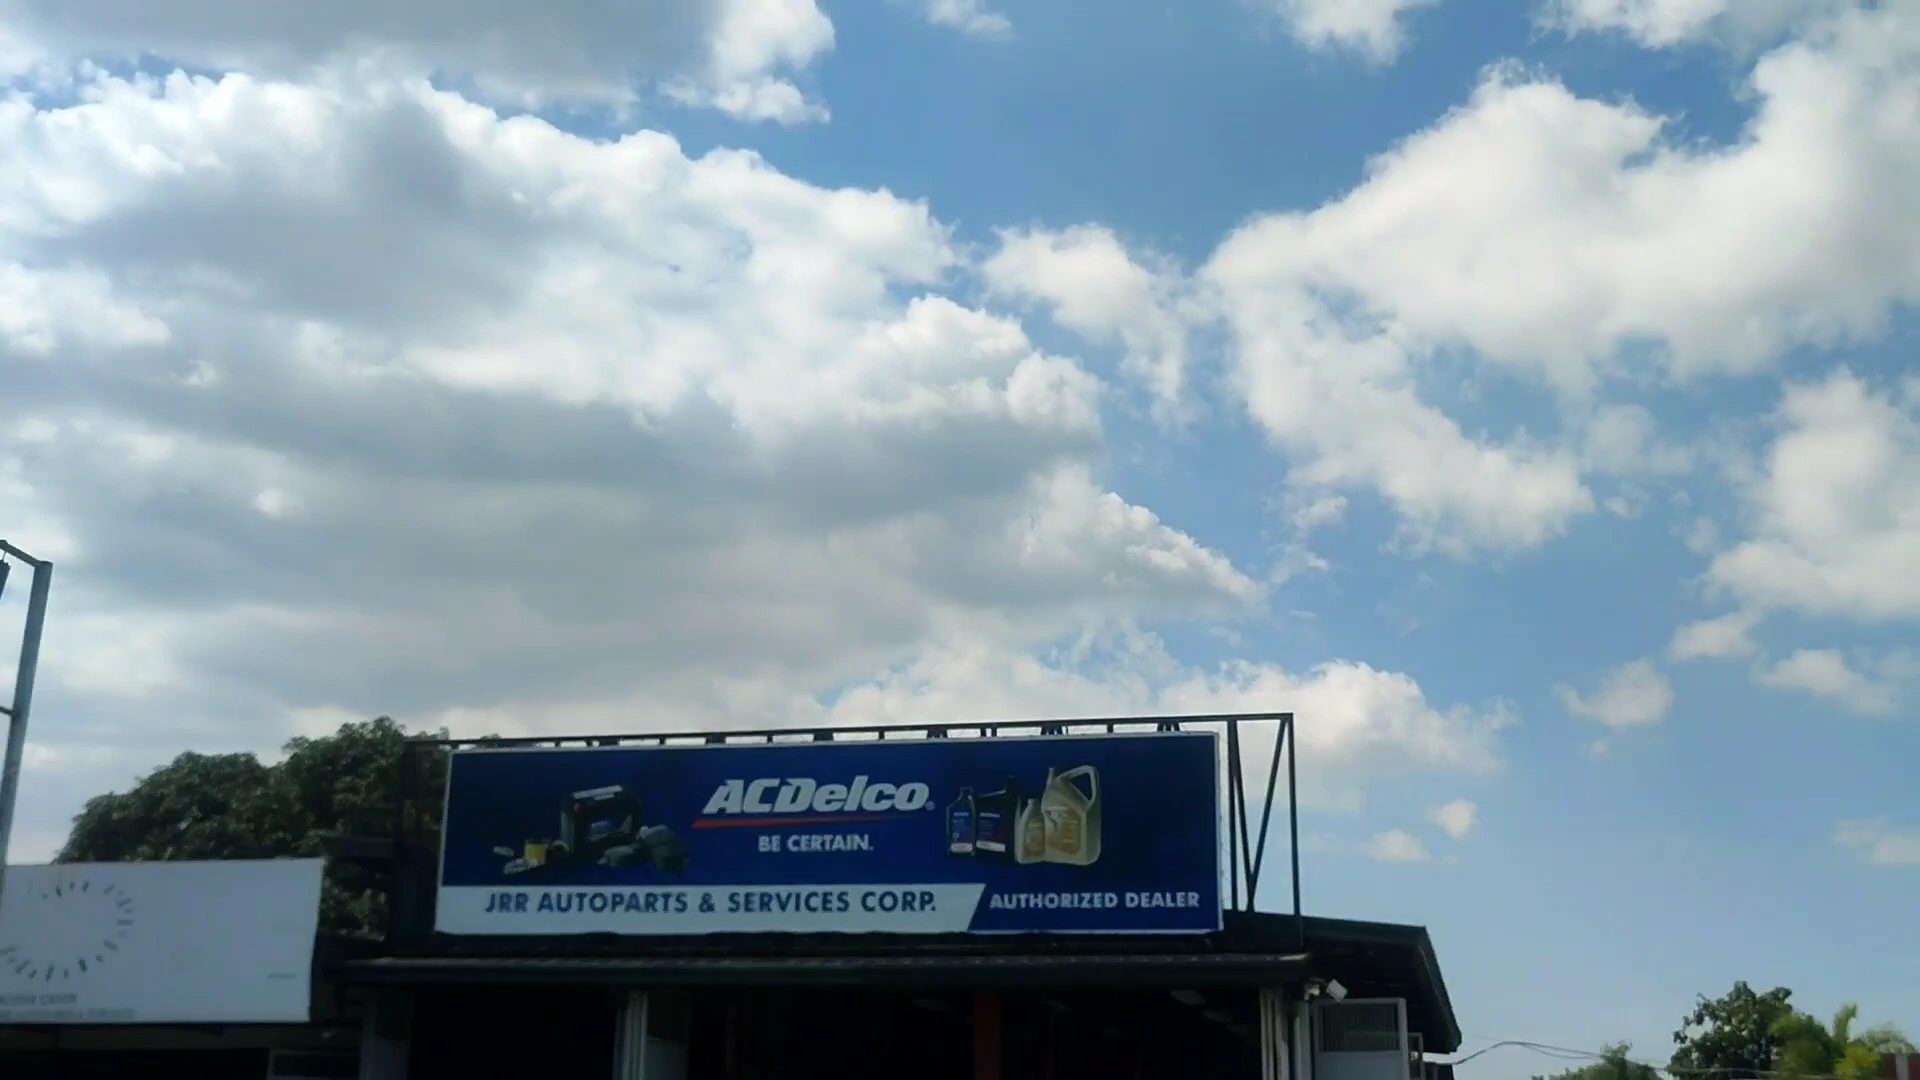 ACDelco
BE CERTAIN.
JRR AUTOPARTS & SERVICES CORP.
AUTHORIZED DEALER